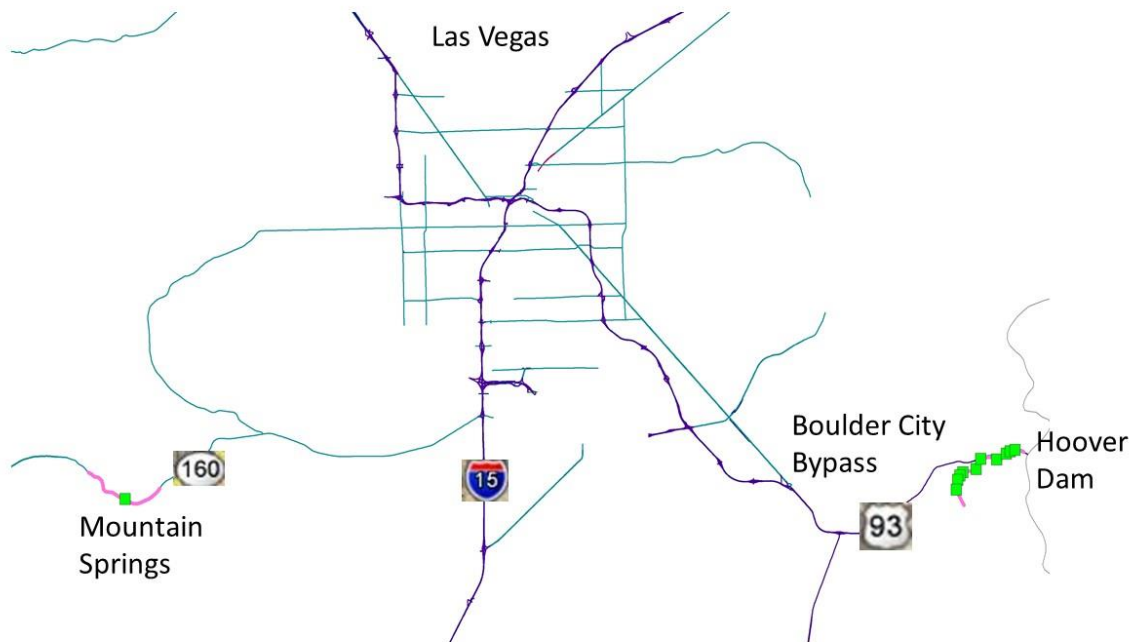 Las Vegas
Boulder City
Bypass
Hoover
Dam
160
15
93
Mountain
Springs